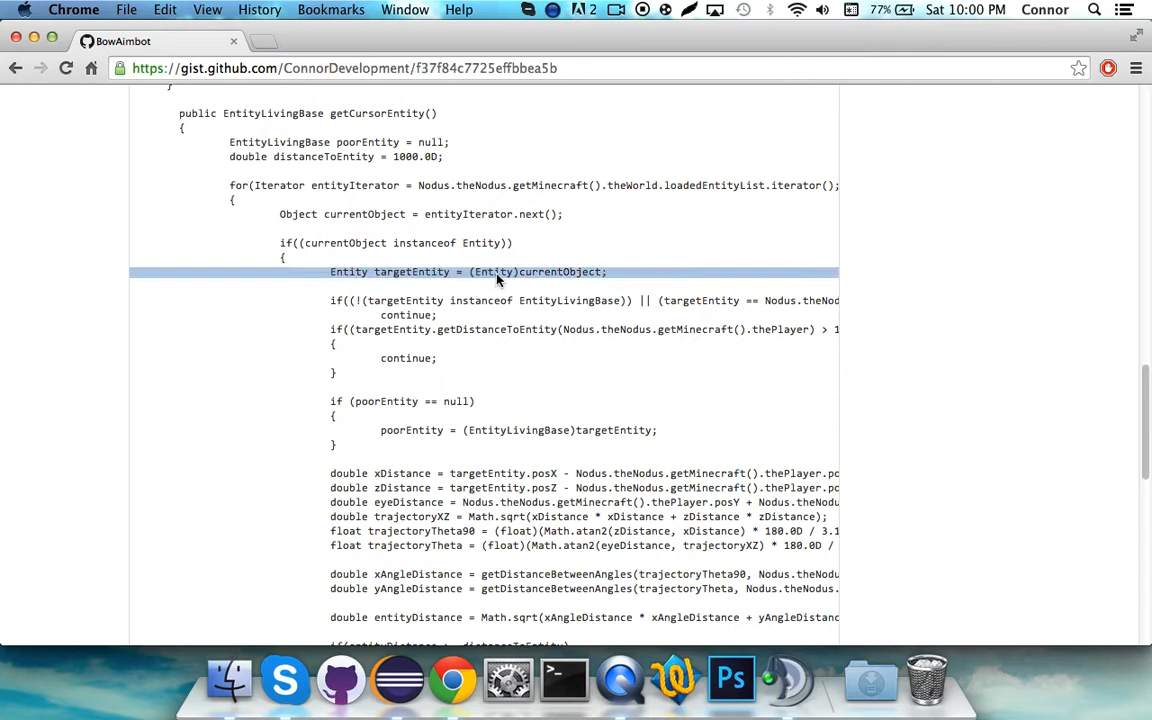 Chrome File Edit View History Bookmarks Window Help 2 77% Sat 10:00 PM Connor
BowAimbot
https://gist.github.com/ConnorDevelopment/f37f84c7725effbbea5b
}
public EntityLivingBase getCursorEntity()
{
EntityLivingBase poorEntity = null;
double distanceToEntity = 1000.0D;
for(Iterator entityIterator = Nodus.theNodus.getMinecraft().theWorld.loadedEntityList.iterator();
{
Object currentObject = entityIterator.next();
if((currentObject instanceof Entity))
{
Entity targetEntity = (Entity)currentObject;
if((!(targetEntity instanceof EntityLivingBase)) || (targetEntity == Nodus.theNod
continue;
if((targetEntity.getDistanceToEntity(Nodus.theNodus.getMinecraft().thePlayer) > 1
{
continue;
}
if (poorEntity == null)
{
poorEntity = (EntityLivingBase)targetEntity;
}
double xDistance = targetEntity.posX - Nodus.theNodus.getMinecraft().thePlayer.po
double zDistance = targetEntity.posZ - Nodus.theNodus.getMinecraft().thePlayer.po
double eyeDistance = Nodus.theNodus.getMinecraft().thePlayer.posY + Nodus.theNodu
double trajectoryXZ = Math.sqrt(xDistance * xDistance + zDistance * zDistance);
float trajectoryTheta90 = (float)(Math.atan2(zDistance, xDistance) * 180.0D / 3.1
float trajectoryTheta = (float)(Math.atan2(eyeDistance, trajectoryXZ) * 180.0D /
double xAngleDistance = getDistanceBetweenAngles(trajectoryTheta90, Nodus.theNodu
double yAngleDistance = getDistanceBetweenAngles(trajectoryTheta, Nodus.theNodus
double entityDistance = Math.sqrt(xAngleDistance * xAngleDistance + yAngleDistanc
Ps